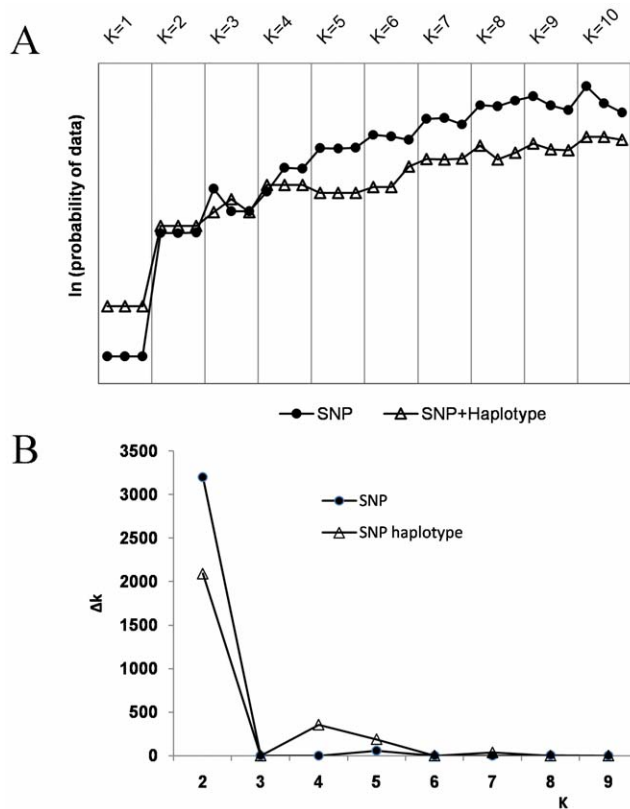 A
K=1 K=2 K=3 K=4 K=5 K=6 K=7 K=8 K=9 K=10
ln (probability of data)
SNP SNP+Haplotype
B
3500
3000
2500
2000
1500
1000
500
0
Δk
SNP
SNP haplotype
2 3 4 5 6 7 8 9
K